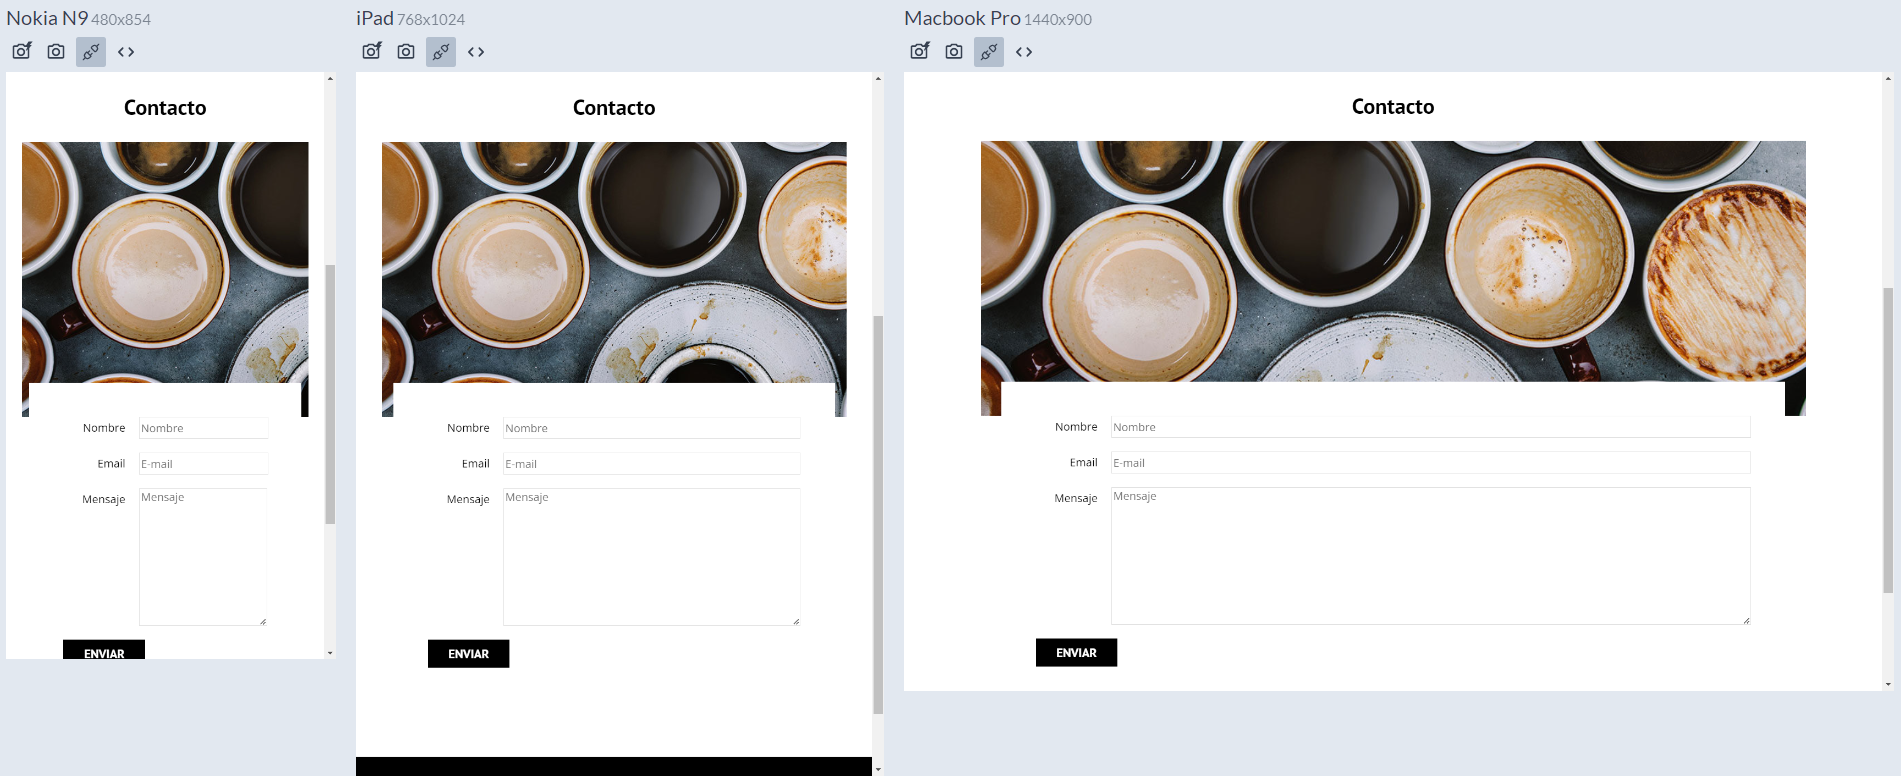 Nokia N9 480x854
Contacto
Nombre Nombre
Email E-mail
Mensaje Mensaje
ENVIAR
iPad 768x1024
Contacto
Nombre Nombre
Email E-mail
Mensaje Mensaje
ENVIAR
Macbook Pro 1440x900
Contacto
Nombre Nombre
Email E-mail
Mensaje Mensaje
ENVIAR